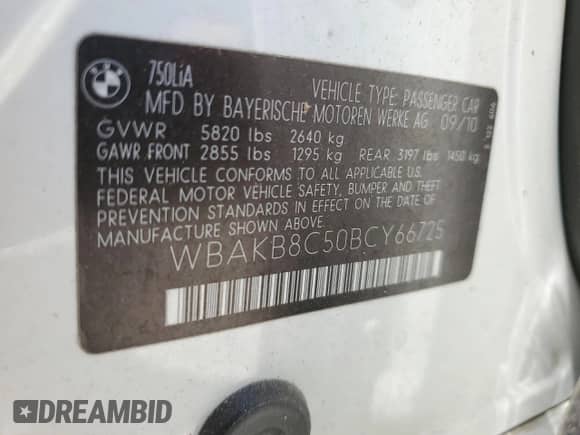 BMW
750LiA
VEHICLE TYPE: PASSENGER CAR
MFD BY BAYERISCHE MOTOREN WERKE AG 09/10
GVWR 5820 lbs 2640 kg
GAWR FRONT 2855 lbs 1295 kg REAR 3197 lbs 1450 kg
THIS VEHICLE CONFORMS TO ALL APPLICABLE U.S.
FEDERAL MOTOR VEHICLE SAFETY, BUMPER AND THEFT
PREVENTION STANDARDS IN EFFECT ON THE DATE OF
MANUFACTURE SHOWN ABOVE.
WBAKB8C50BCY66725
DREAMBID